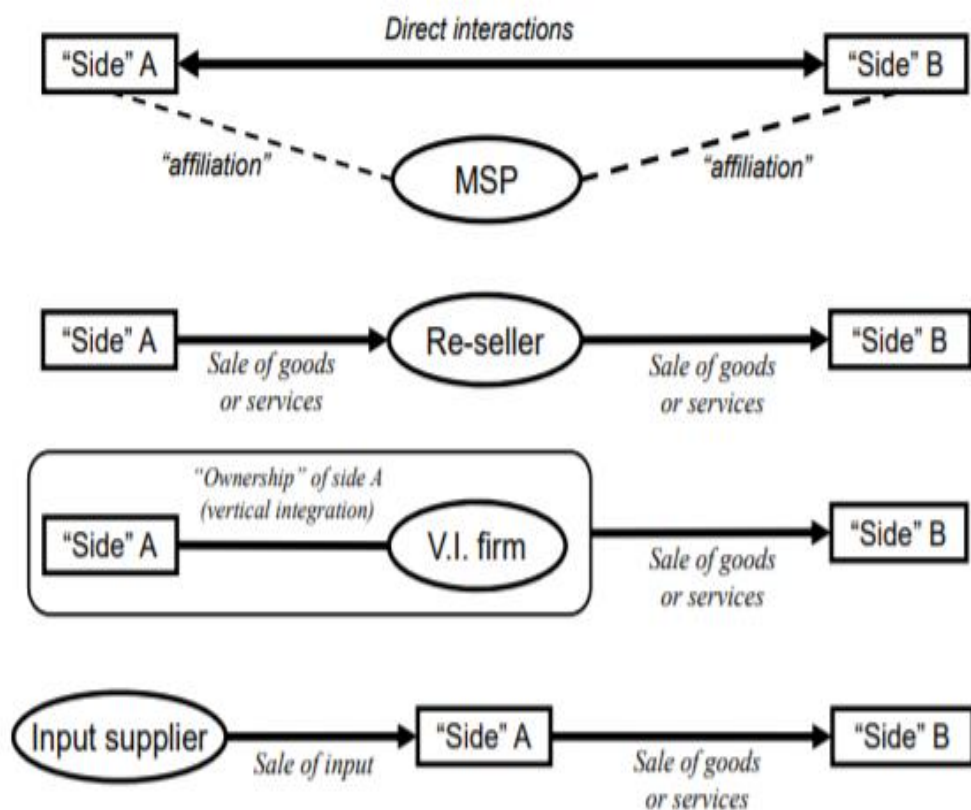 Direct interactions
“Side” A
“Side” B
“affiliation”
MSP
“affiliation”
“Side” A
Re-seller
“Side” B
Sale of goods
or services
Sale of goods
or services
“Ownership” of side A
(vertical integration)
“Side” A
V.I. firm
“Side” B
Sale of goods
or services
Input supplier
“Side” A
“Side” B
Sale of input
Sale of goods
or services